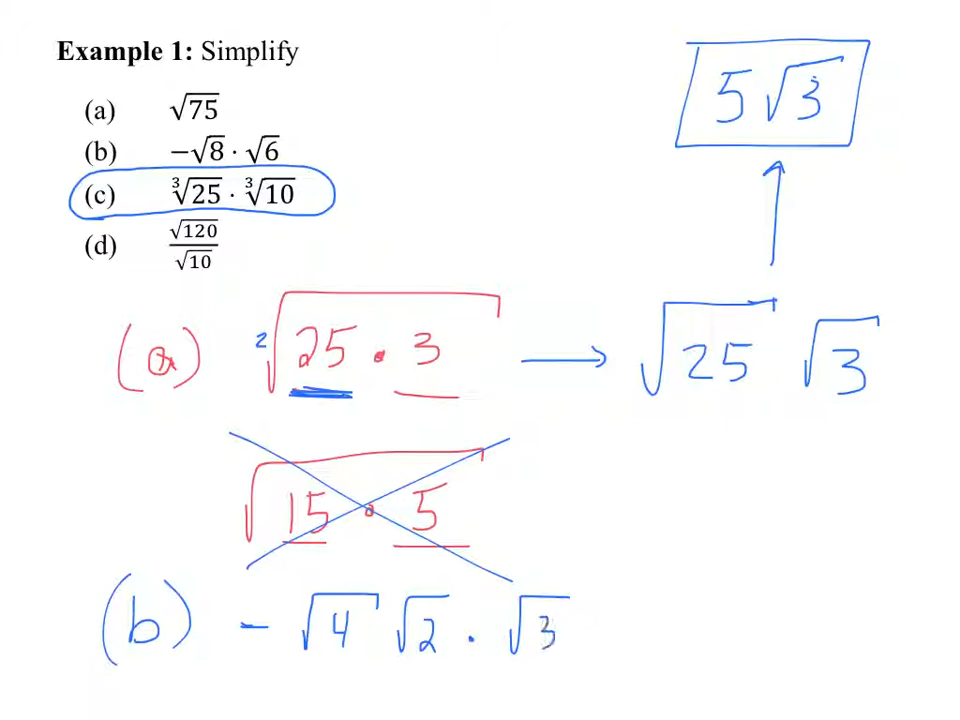 Example 1: Simplify
(a) √75
(b) −√8 · √6
(c) ∛25 · ∛10
(d) √120 / √10
5 √3
(a) ²√25 · 3 → √25 √3
√15 · 5
(b) - √4 √2 · √3